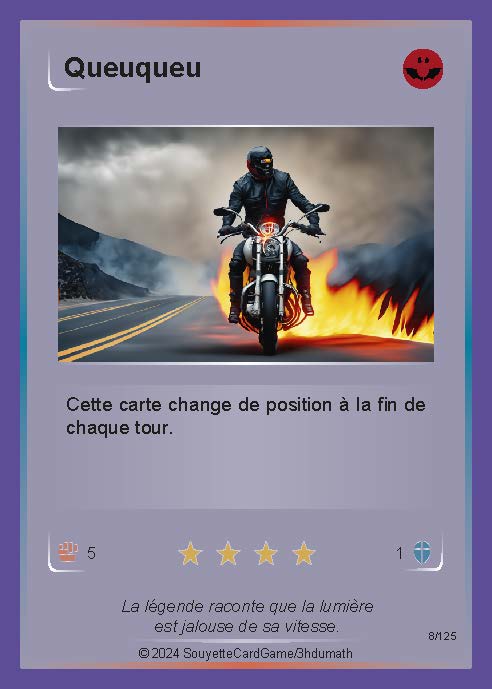 Queuqueu
Cette carte change de position à la fin de
chaque tour.
5
1
La légende raconte que la lumière
est jalouse de sa vitesse.
8/125
© 2024 SouyetteCardGame/3hdumath